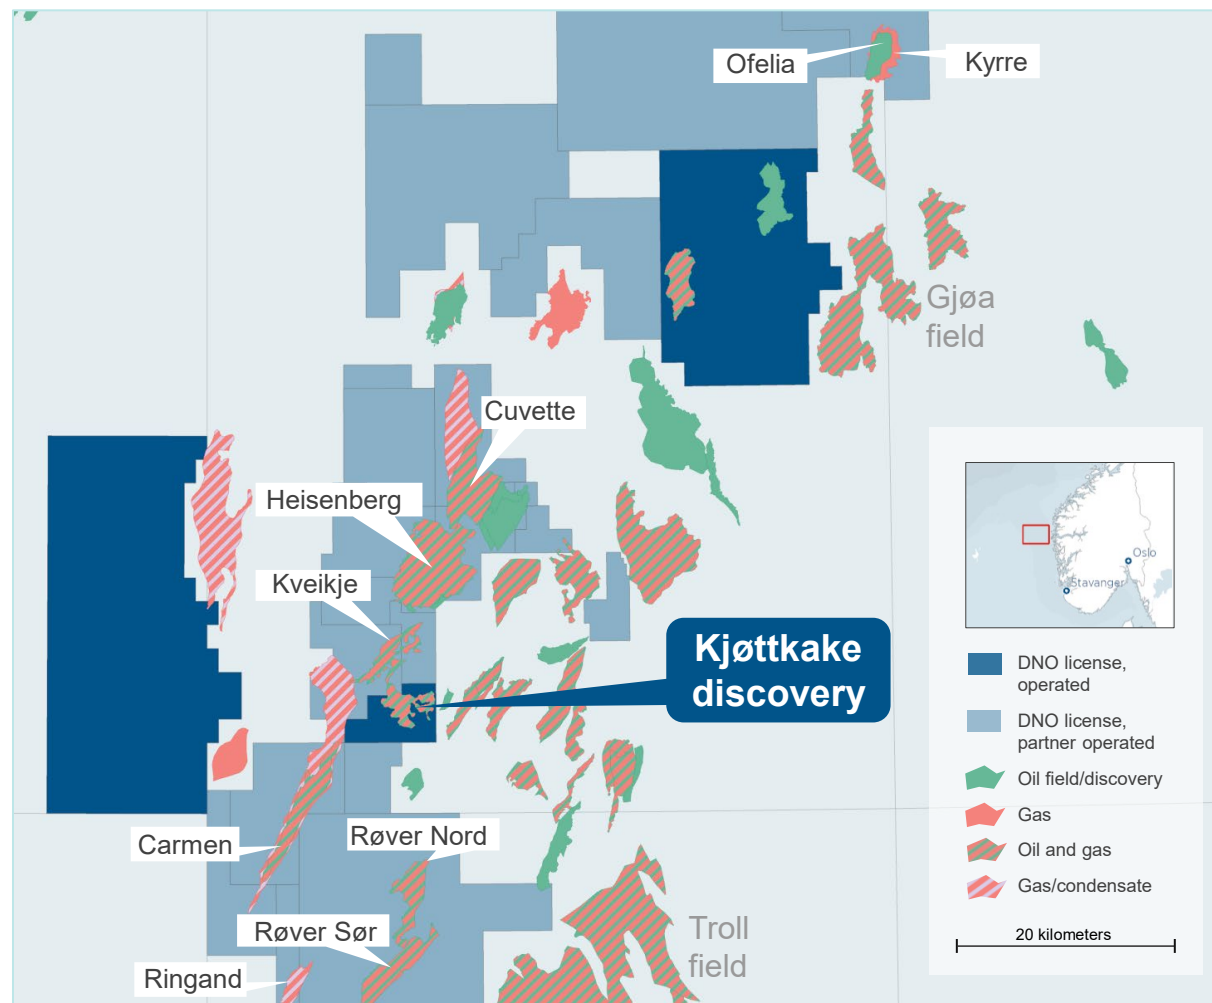 Ofelia
Kyrre
Gjøa
field
Cuvette
Heisenberg
Kveikje
Kjøttkake
discovery
Carmen
Røver Nord
Røver Sør
Ringand
Troll
field
Oslo
Stavanger
DNO license,
operated
DNO license,
partner operated
Oil field/discovery
Gas
Oil and gas
Gas/condensate
20 kilometers